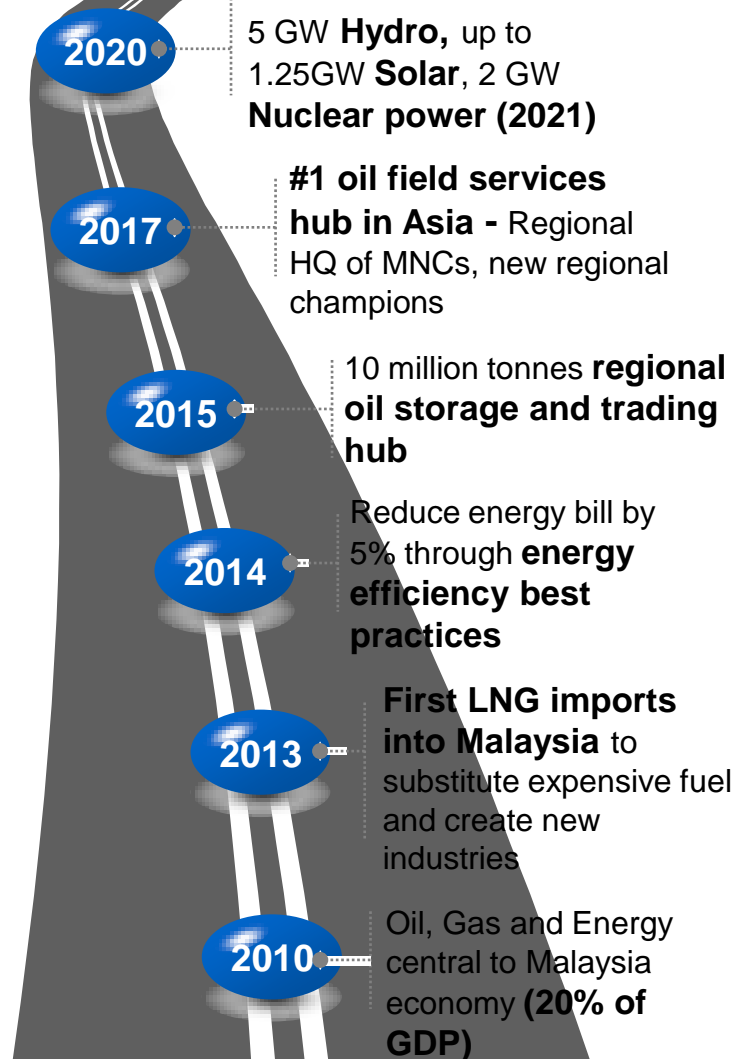 2020
5 GW Hydro, up to
1.25GW Solar, 2 GW
Nuclear power (2021)
2017
#1 oil field services
hub in Asia - Regional
HQ of MNCs, new regional
champions
2015
10 million tonnes regional
oil storage and trading
hub
2014
Reduce energy bill by
5% through energy
efficiency best
practices
2013
First LNG imports
into Malaysia to
substitute expensive fuel
and create new
industries
2010
Oil, Gas and Energy
central to Malaysia
economy (20% of
GDP)